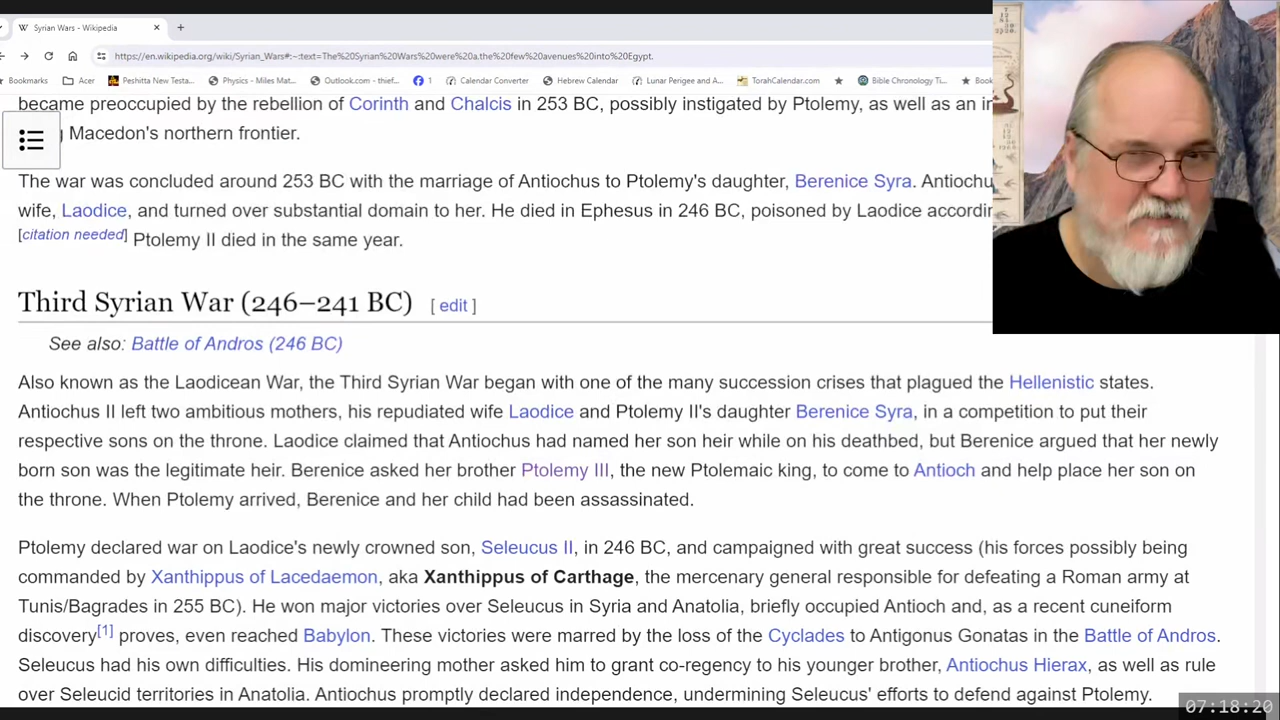 Syrian Wars - Wikipedia
https://en.wikipedia.org/wiki/Syrian_Wars#:~:text=The%20Syrian%20Wars%20were%20a,the%20few%20avenues%20into%20Egypt.
Bookmarks Acer Peshitta New Testa... Physics - Miles Mat... Outlook.com - thief... 1 Calendar Converter Hebrew Calendar Lunar Perigee and A... TorahCalendar.com Bible Chronology Ti...
became preoccupied by the rebellion of Corinth and Chalcis in 253 BC, possibly instigated by Ptolemy, as well as an in
Macedon's northern frontier.
The war was concluded around 253 BC with the marriage of Antiochus to Ptolemy's daughter, Berenice Syra. Antiochu
wife, Laodice, and turned over substantial domain to her. He died in Ephesus in 246 BC, poisoned by Laodice accordin
[citation needed] Ptolemy II died in the same year.
Third Syrian War (246–241 BC) [ edit ]
See also: Battle of Andros (246 BC)
Also known as the Laodicean War, the Third Syrian War began with one of the many succession crises that plagued the Hellenistic states.
Antiochus II left two ambitious mothers, his repudiated wife Laodice and Ptolemy II's daughter Berenice Syra, in a competition to put their
respective sons on the throne. Laodice claimed that Antiochus had named her son heir while on his deathbed, but Berenice argued that her newly
born son was the legitimate heir. Berenice asked her brother Ptolemy III, the new Ptolemaic king, to come to Antioch and help place her son on
the throne. When Ptolemy arrived, Berenice and her child had been assassinated.
Ptolemy declared war on Laodice's newly crowned son, Seleucus II, in 246 BC, and campaigned with great success (his forces possibly being
commanded by Xanthippus of Lacedaemon, aka Xanthippus of Carthage, the mercenary general responsible for defeating a Roman army at
Tunis/Bagrades in 255 BC). He won major victories over Seleucus in Syria and Anatolia, briefly occupied Antioch and, as a recent cuneiform
discovery[1] proves, even reached Babylon. These victories were marred by the loss of the Cyclades to Antigonus Gonatas in the Battle of Andros.
Seleucus had his own difficulties. His domineering mother asked him to grant co-regency to his younger brother, Antiochus Hierax, as well as rule
over Seleucid territories in Anatolia. Antiochus promptly declared independence, undermining Seleucus' efforts to defend against Ptolemy.
07:18:20